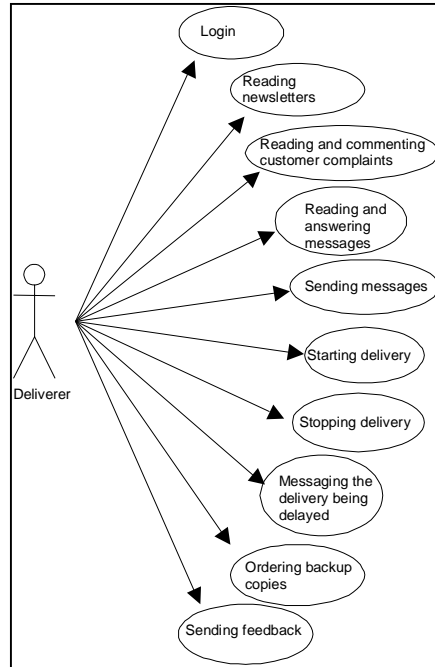 Login
Reading
newsletters
Reading and commenting
customer complaints
Reading and
answering
messages
Sending messages
Starting delivery
Deliverer
Stopping delivery
Messaging the
delivery being
delayed
Ordering backup
copies
Sending feedback